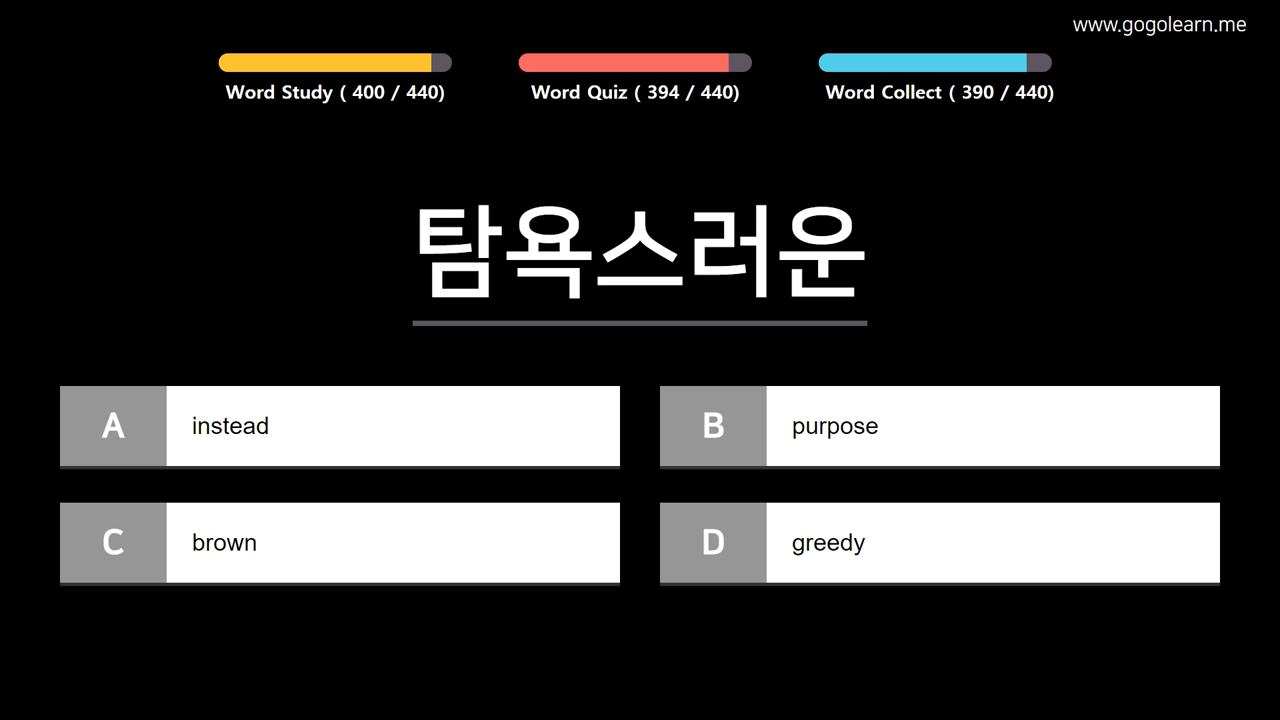 www.gogolearn.me
Word Study ( 400 / 440)
Word Quiz ( 394 / 440)
Word Collect ( 390 / 440)
탐욕스러운
A instead
B purpose
C brown
D greedy